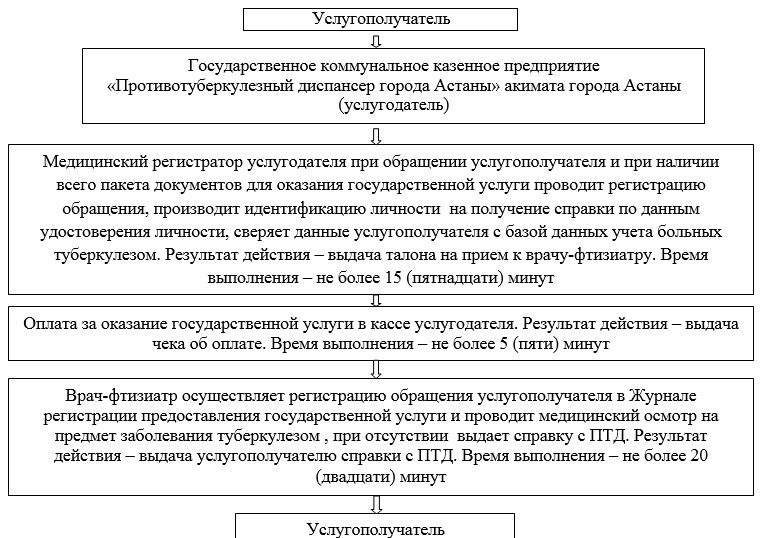 Услугополучатель
Государственное коммунальное казенное предприятие
«Противотуберкулезный диспансер города Астаны» акимата города Астаны
(услугодатель)
Медицинский регистратор услугодателя при обращении услугополучателя и при наличии
всего пакета документов для оказания государственной услуги проводит регистрацию
обращения, производит идентификацию личности на получение справки по данным
удостоверения личности, сверяет данные услугополучателя с базой данных учета больных
туберкулезом. Результат действия – выдача талона на прием к врачу-фтизиатру. Время
выполнения – не более 15 (пятнадцати) минут
Оплата за оказание государственной услуги в кассе услугодателя. Результат действия – выдача
чека об оплате. Время выполнения – не более 5 (пяти) минут
Врач-фтизиатр осуществляет регистрацию обращения услугополучателя в Журнале
регистрации предоставления государственной услуги и проводит медицинский осмотр на
предмет заболевания туберкулезом , при отсутствии выдает справку с ПТД. Результат
действия – выдача услугополучателю справки с ПТД. Время выполнения – не более 20
(двадцати) минут
Услугополучатель